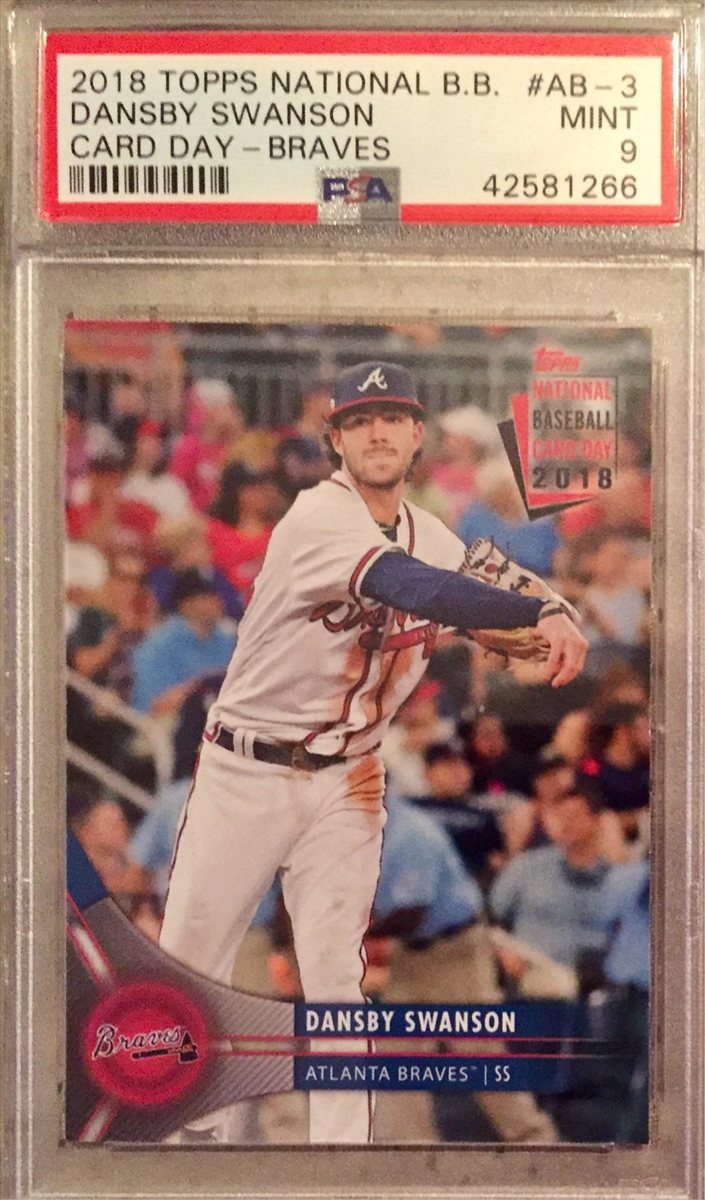 2018 TOPPS NATIONAL B.B. #AB-3
DANSBY SWANSON MINT
CARD DAY-BRAVES 9
PSA 42581266
A
Topps
NATIONAL
BASEBALL
CARD DAY
2018
Braves
Braves
DANSBY SWANSON
ATLANTA BRAVES™ | SS